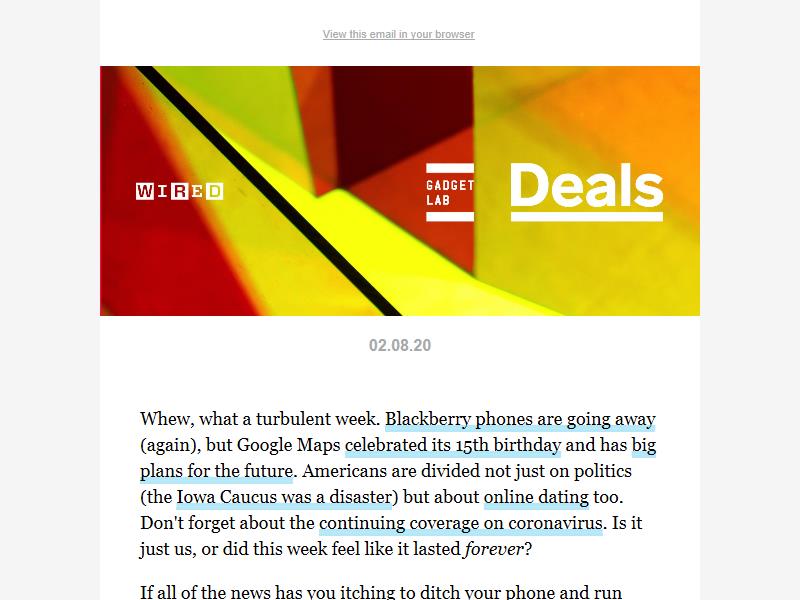 View this email in your browser
WIRED
GADGET
LAB
Deals
02.08.20
Whew, what a turbulent week. Blackberry phones are going away
(again), but Google Maps celebrated its 15th birthday and has big
plans for the future. Americans are divided not just on politics
(the Iowa Caucus was a disaster) but about online dating too.
Don't forget about the continuing coverage on coronavirus. Is it
just us, or did this week feel like it lasted forever?
If all of the news has you itching to ditch your phone and run